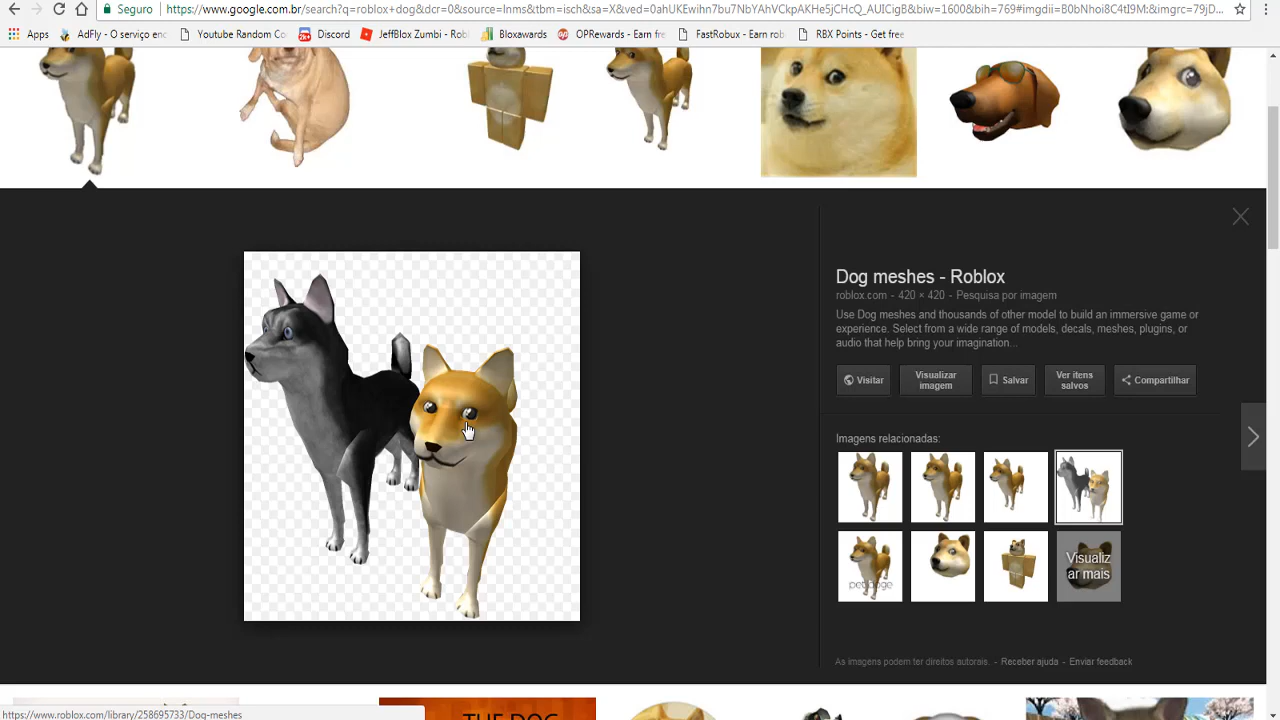 Seguro
https://www.google.com.br/search?q=roblox+dog&dcr=0&source=lnms&tbm=isch&sa=X&ved=0ahUKEwihn7bu7NbYAhVCkpAKHe5jCHcQ_AUICigB&biw=1600&bih=769#imgdii=B0bNhoi8C4tI9M:&imgrc=79jD...
Apps
AdFly - O serviço en
Youtube Random Co
Discord
JeffBlox Zumbi - Rob
Bloxawards
OPRewards - Earn fre
FastRobux - Earn rob
RBX Points - Get free
Dog meshes - Roblox
roblox.com - 420 × 420 - Pesquisa por imagem
Use Dog meshes and thousands of other model to build an immersive game or
experience. Select from a wide range of models, decals, meshes, plugins, or
audio that help bring your imagination...
Visitar
Visualizar
imagem
Salvar
Ver itens
salvos
Compartilhar
Imagens relacionadas:
Visualiz
ar mais
As imagens podem ter direitos autorais. - Receber ajuda - Enviar feedback
THE DOG
https://www.roblox.com/library/258695733/Dog-meshes